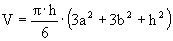 V = π·h/6 · (3a² + 3b² + h²)